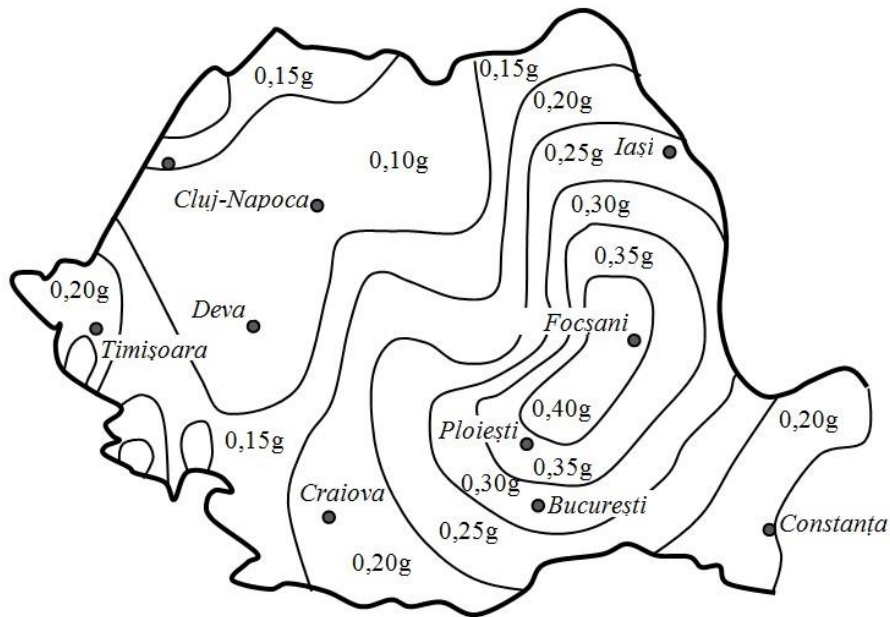 0,15g
0,15g
0,20g
0,25g
Iași
0,10g
Cluj-Napoca
0,30g
0,35g
0,20g
Deva
Focșani
Timișoara
0,40g
0,20g
Ploiești
0,15g
0,35g
0,30g
Craiova
București
0,25g
Constanța
0,20g